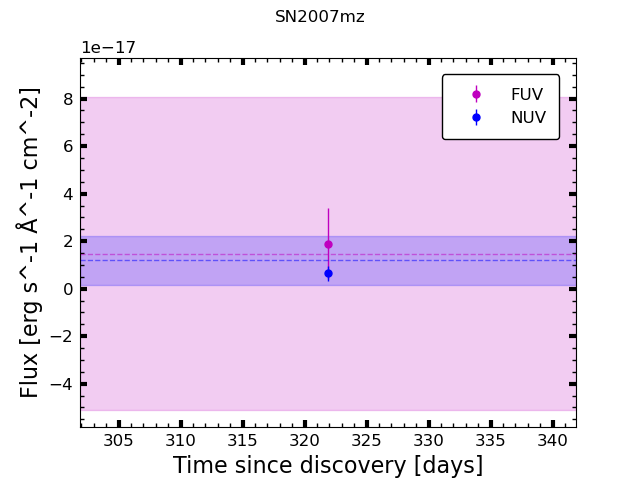 SN2007mz
1e−17
FUV
NUV
8
6
4
2
0
−2
−4
Flux [erg s^-1 Å^-1 cm^-2]
305 310 315 320 325 330 335 340
Time since discovery [days]